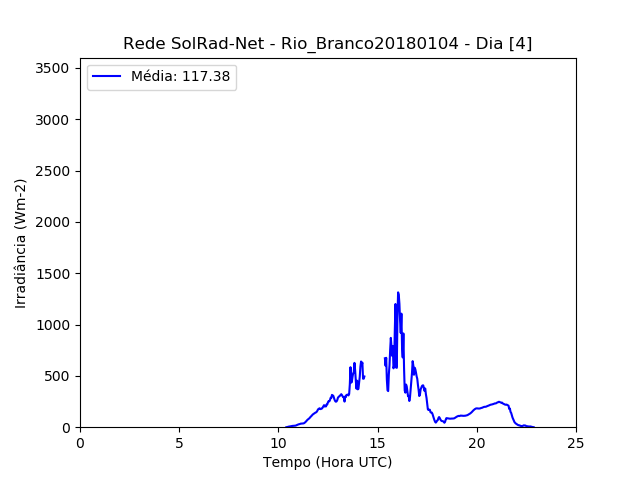 Rede SolRad-Net - Rio_Branco20180104 - Dia [4]
Média: 117.38
3500
3000
2500
2000
1500
1000
500
0
Irradiância (Wm-2)
0 5 10 15 20 25
Tempo (Hora UTC)